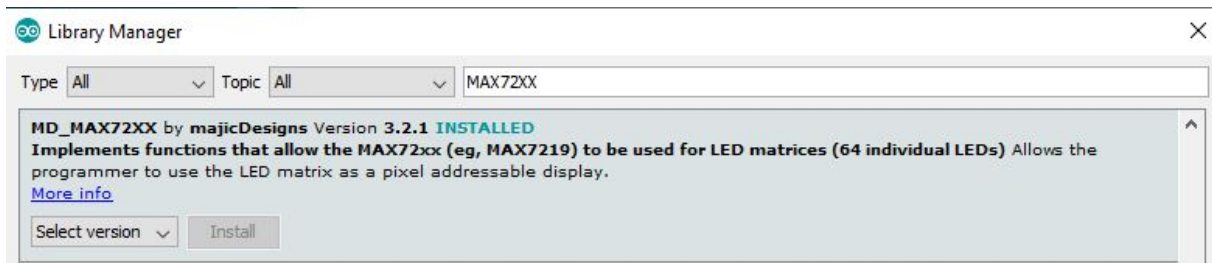 Library Manager
Type All Topic All MAX72XX
MD_MAX72XX by majicDesigns Version 3.2.1 INSTALLED
Implements functions that allow the MAX72xx (eg, MAX7219) to be used for LED matrices (64 individual LEDs) Allows the
programmer to use the LED matrix as a pixel addressable display.
More info
Select version Install